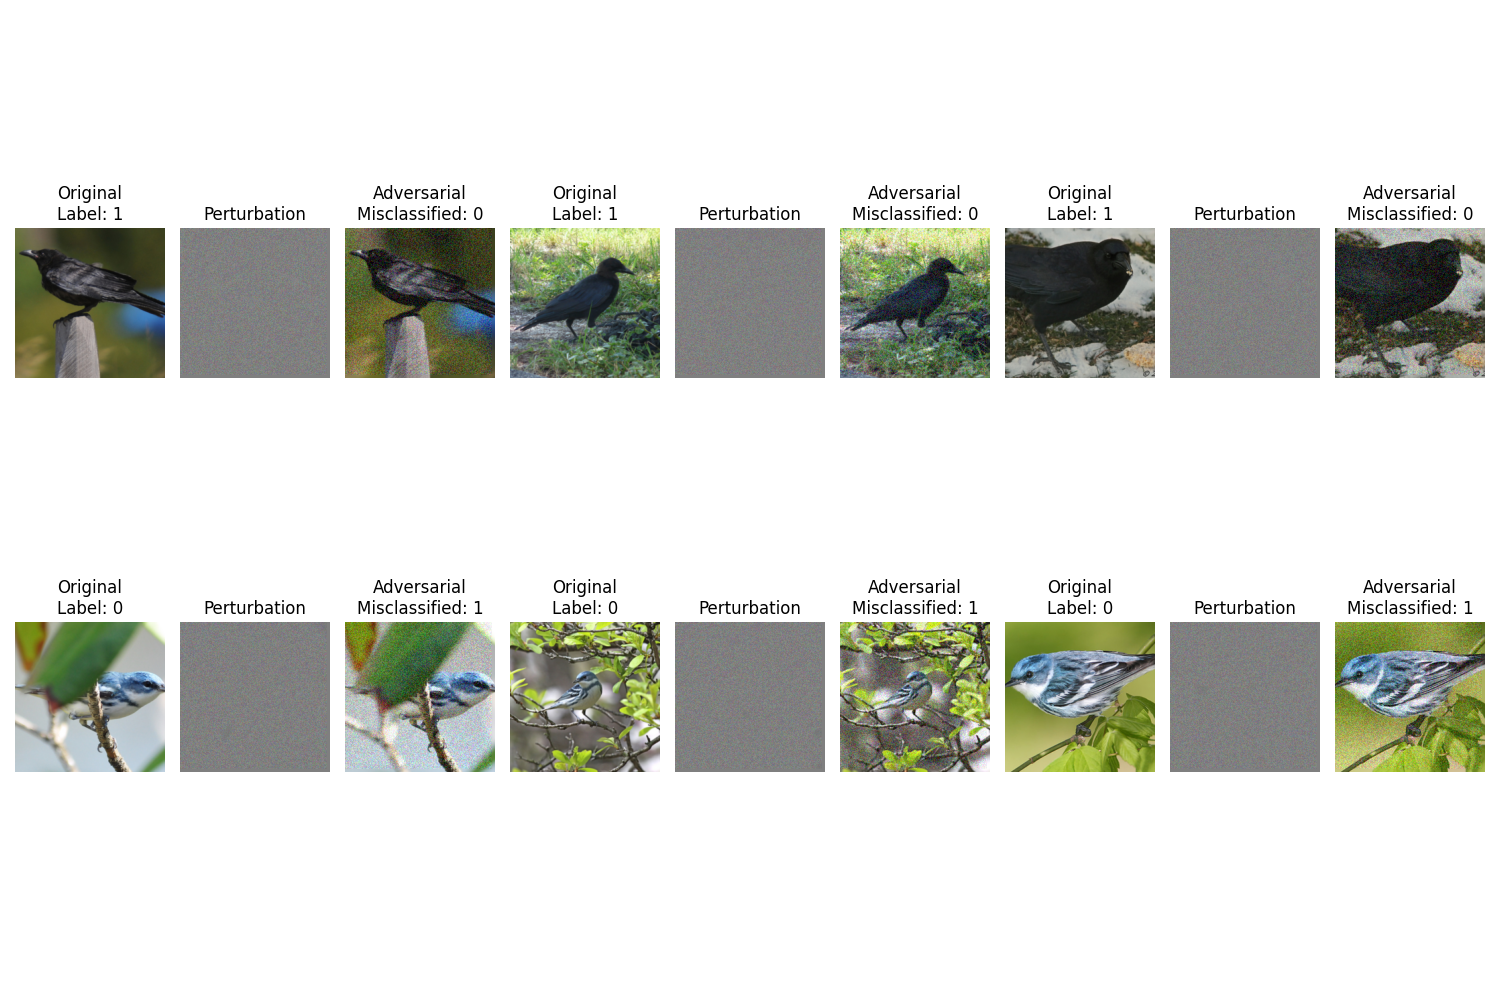 Original
Label: 1
Perturbation
Adversarial
Misclassified: 0
Original
Label: 1
Perturbation
Adversarial
Misclassified: 0
Original
Label: 1
Perturbation
Adversarial
Misclassified: 0
Original
Label: 0
Perturbation
Adversarial
Misclassified: 1
Original
Label: 0
Perturbation
Adversarial
Misclassified: 1
Original
Label: 0
Perturbation
Adversarial
Misclassified: 1